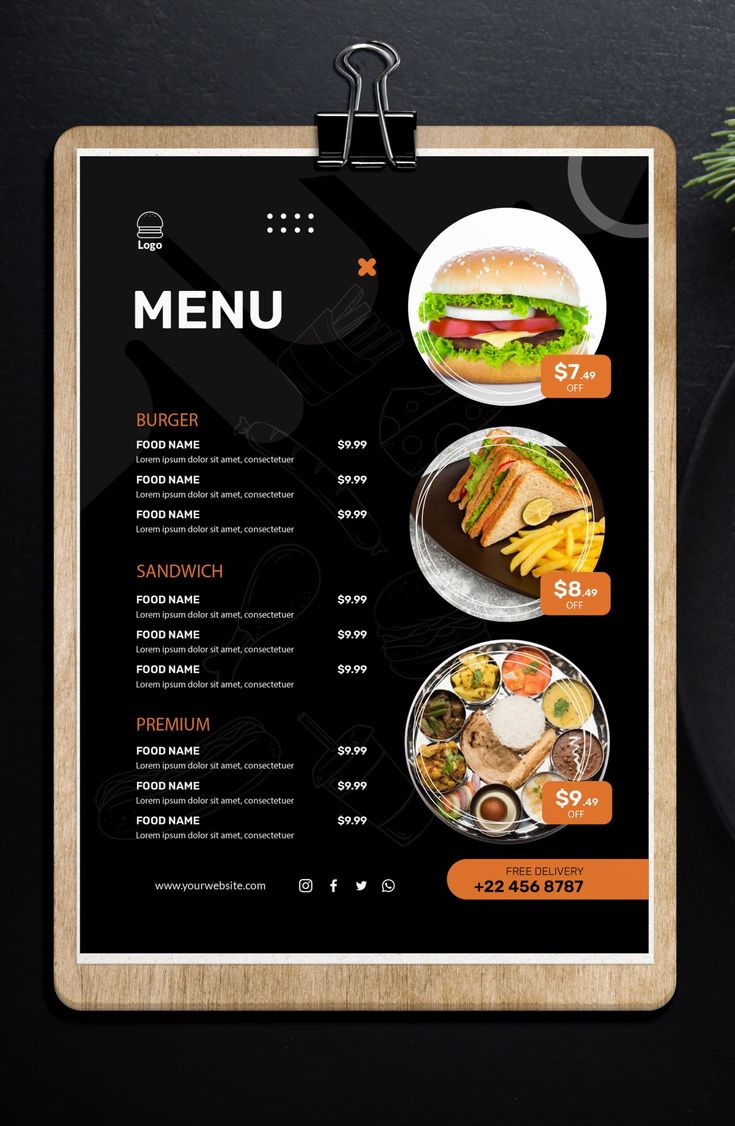 Logo
MENU
$7.49
OFF
BURGER
FOOD NAME $9.99
Lorem ipsum dolor sit amet, consectetuer
FOOD NAME $9.99
Lorem ipsum dolor sit amet, consectetuer
FOOD NAME $9.99
Lorem ipsum dolor sit amet, consectetuer
$8.49
OFF
SANDWICH
FOOD NAME $9.99
Lorem ipsum dolor sit amet, consectetuer
FOOD NAME $9.99
Lorem ipsum dolor sit amet, consectetuer
FOOD NAME $9.99
Lorem ipsum dolor sit amet, consectetuer
PREMIUM
FOOD NAME $9.99
Lorem ipsum dolor sit amet, consectetuer
FOOD NAME $9.99
Lorem ipsum dolor sit amet, consectetuer
FOOD NAME $9.99
Lorem ipsum dolor sit amet, consectetuer
$9.49
OFF
www.yourwebsite.com
FREE DELIVERY
+22 456 8787